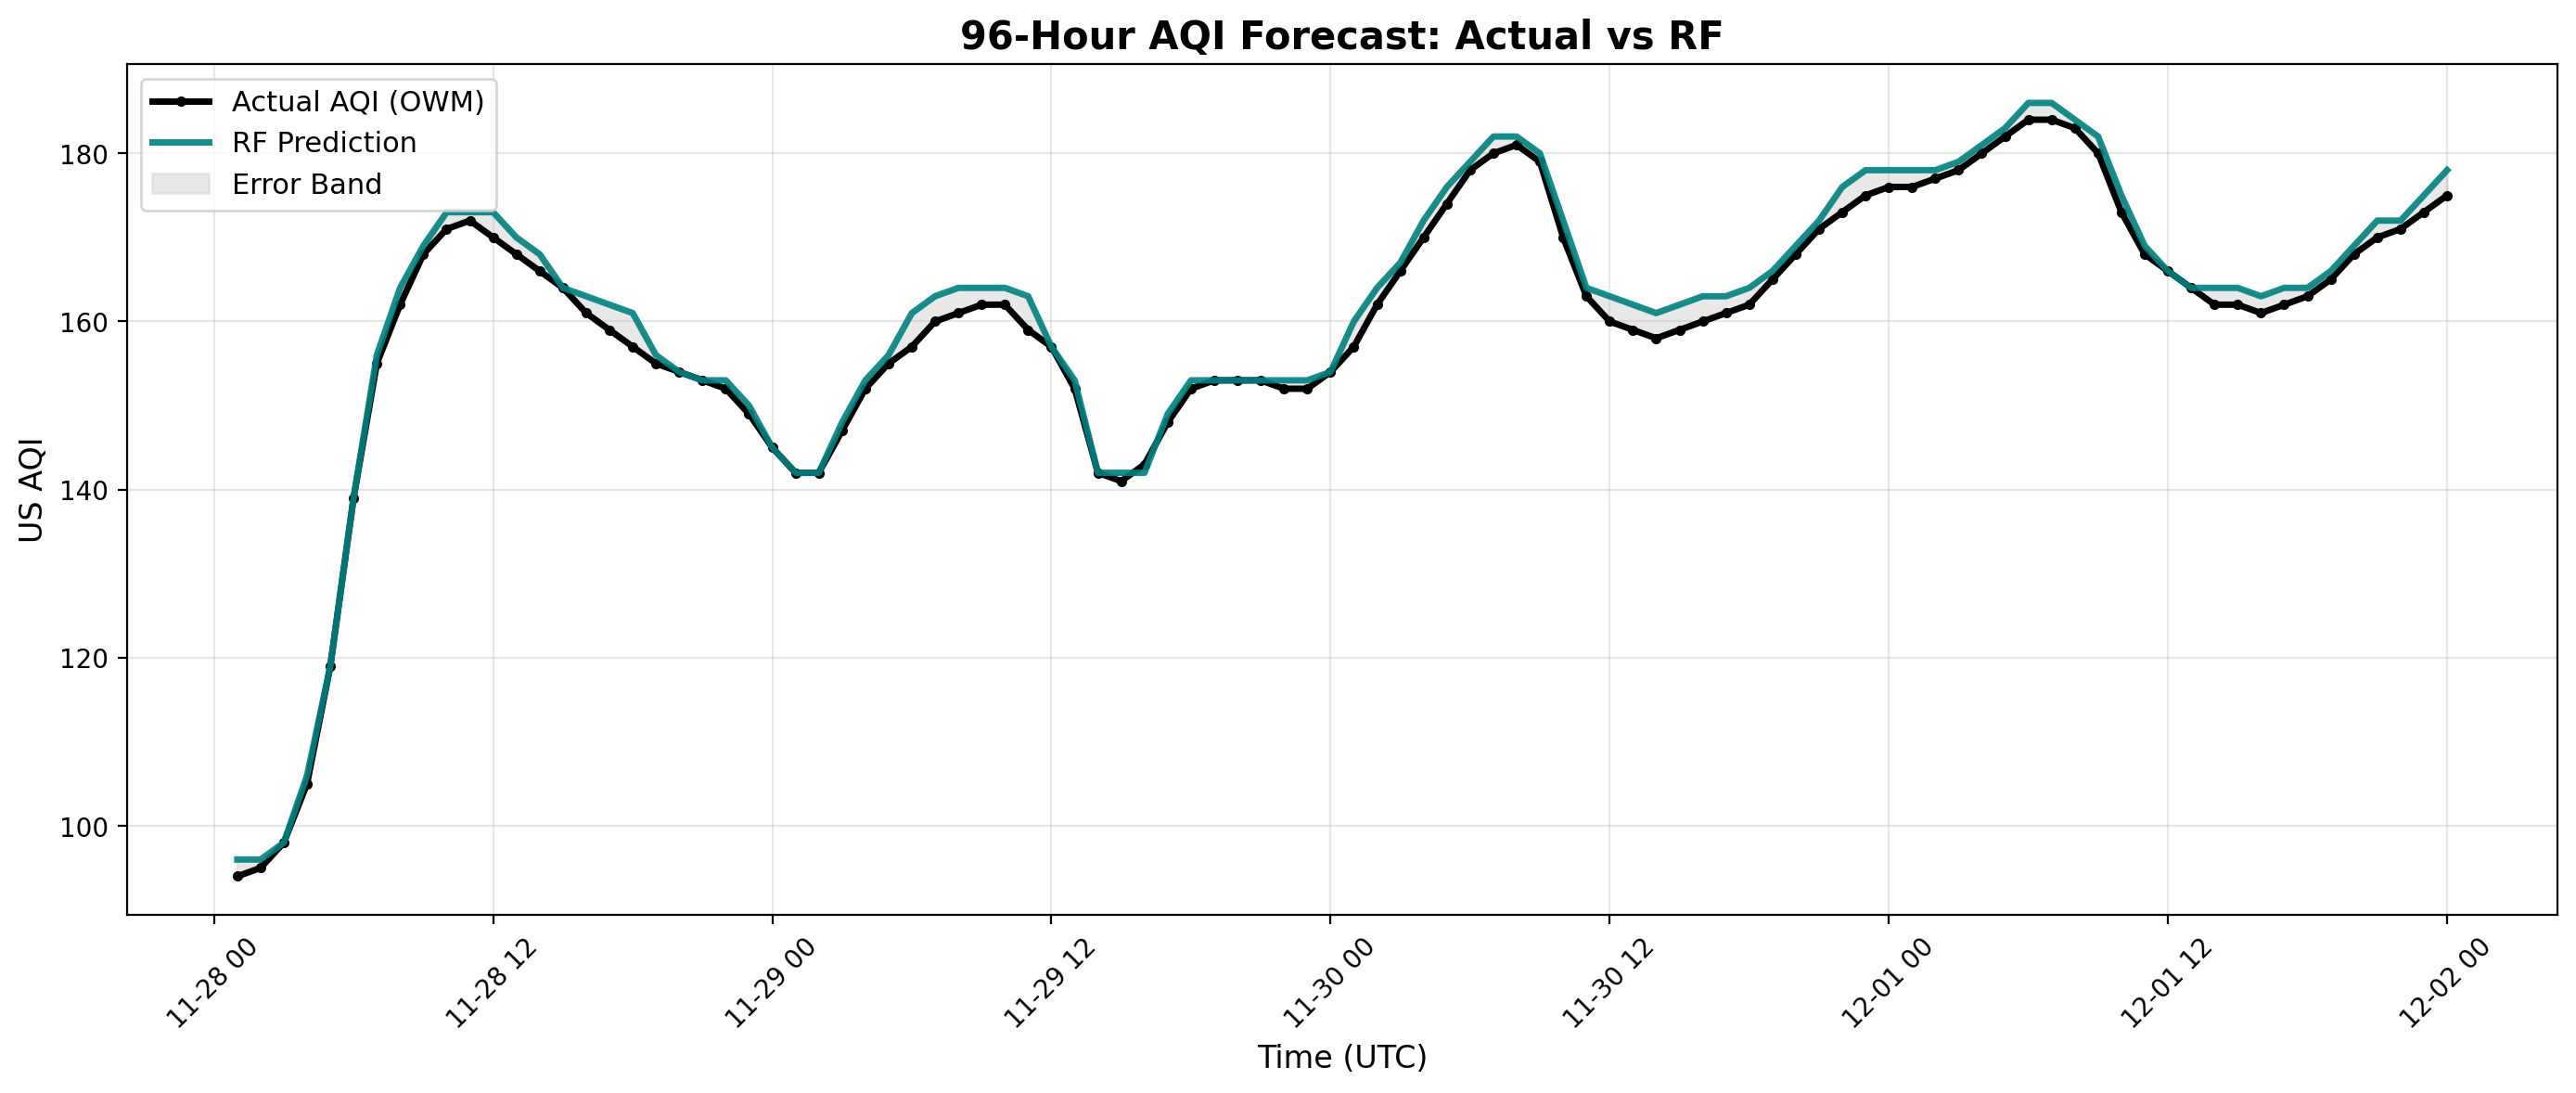 96-Hour AQI Forecast: Actual vs RF
Actual AQI (OWM)
RF Prediction
Error Band
US AQI
180
160
140
120
100
11-28 00
11-28 12
11-29 00
11-29 12
11-30 00
11-30 12
12-01 00
12-01 12
12-02 00
Time (UTC)